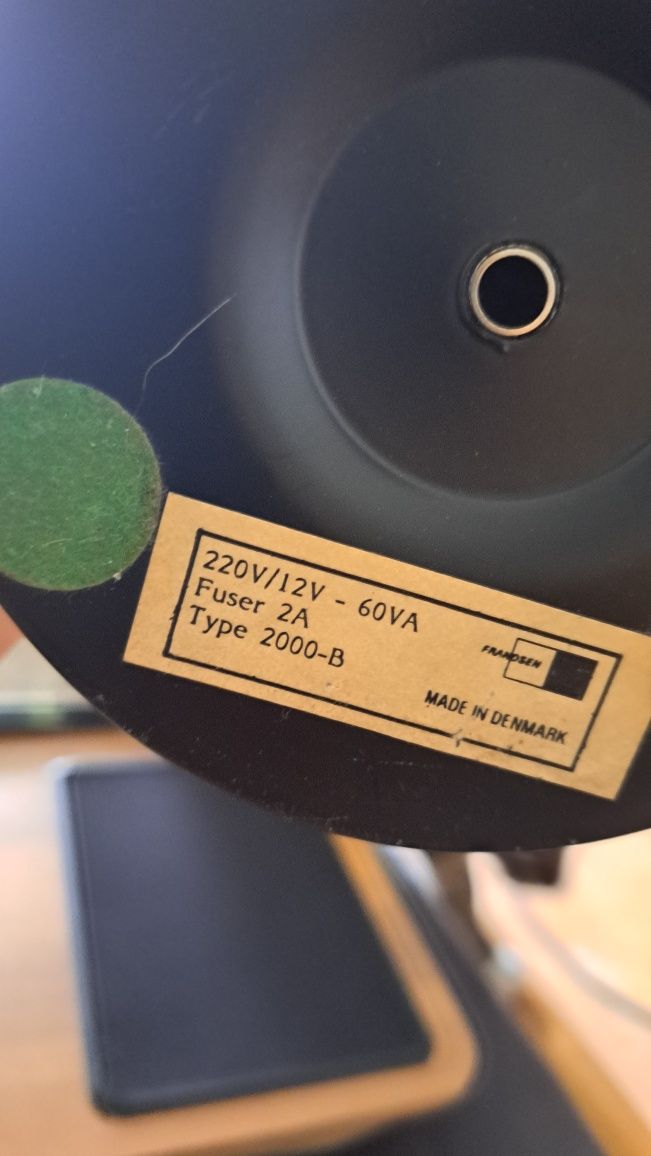 220V/12V - 60VA
Fuser 2A
Type 2000-B
FRANDSEN
MADE IN DENMARK